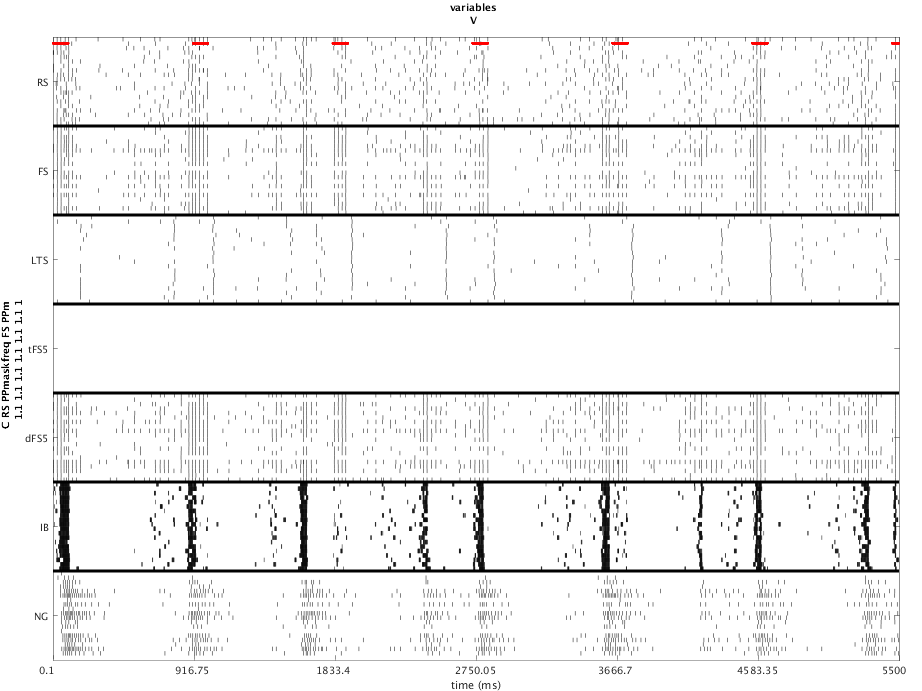 variables
V
RS
FS
LTS
tFS5
dFS5
IB
NG
C RS PPmaskfreq FS PPm
1.1 1.1 1.1 1.1 1.1 1.1 1
0.1 916.75 1833.4 2750.05 3666.7 4583.35 5500
time (ms)